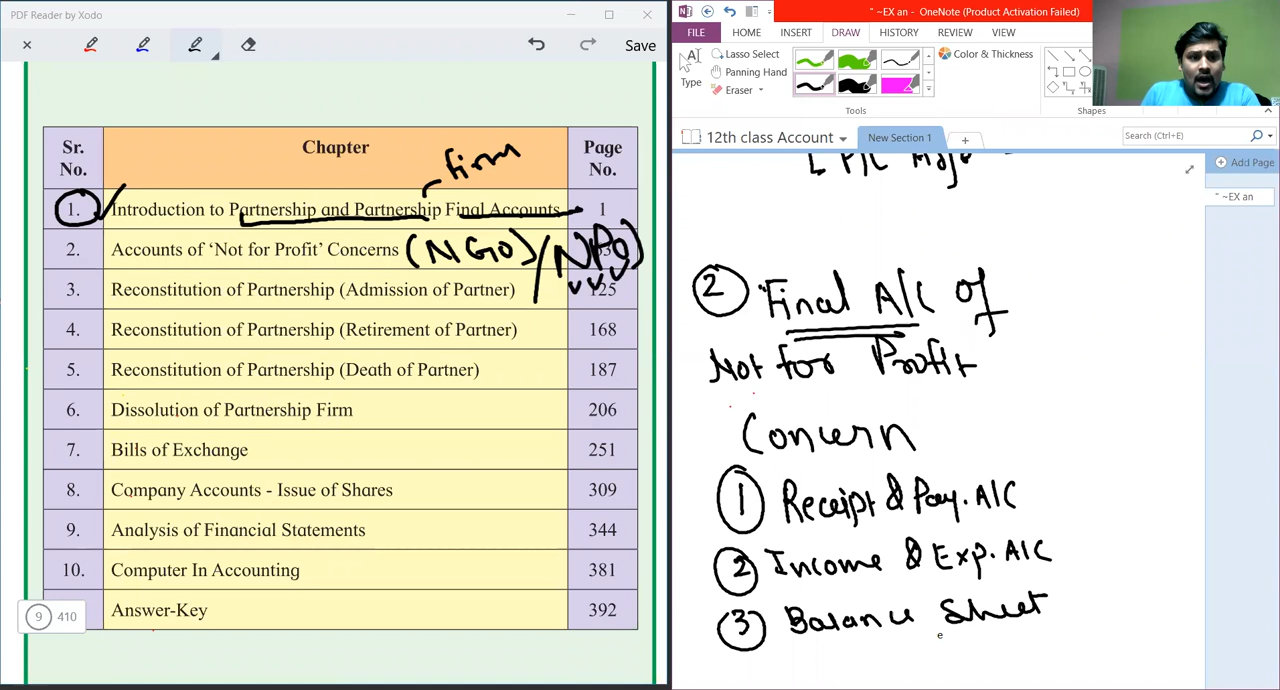 PDF Reader by Xodo
Save
Sr. No. Chapter Page No.
Firm
1. Introduction to Partnership and Partnership Final Accounts 1
2. Accounts of ‘Not for Profit’ Concerns (NGO)/NPO)
3. Reconstitution of Partnership (Admission of Partner) 125
4. Reconstitution of Partnership (Retirement of Partner) 168
5. Reconstitution of Partnership (Death of Partner) 187
6. Dissolution of Partnership Firm 206
7. Bills of Exchange 251
8. Company Accounts - Issue of Shares 309
9. Analysis of Financial Statements 344
10. Computer In Accounting 381
Answer-Key 392
9 410
" ~EX an - OneNote (Product Activation Failed)
FILE HOME INSERT DRAW HISTORY REVIEW VIEW
Type
Lasso Select
Panning Hand
Eraser
Color & Thickness
Tools Shapes
12th class Account New Section 1 Search (Ctrl+E)
Add Page
" ~EX an
② Final A/C of
Not for Profit
Concern
① Receipt & Pay. A/C
② Income & Exp. A/C
③ Balance Sheet
e